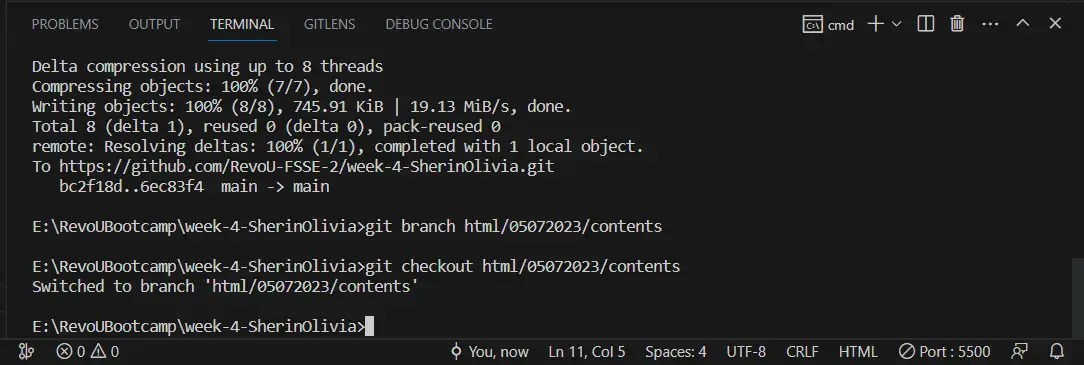 PROBLEMS OUTPUT TERMINAL GITLENS DEBUG CONSOLE cmd
Delta compression using up to 8 threads
Compressing objects: 100% (7/7), done.
Writing objects: 100% (8/8), 745.91 KiB | 19.13 MiB/s, done.
Total 8 (delta 1), reused 0 (delta 0), pack-reused 0
remote: Resolving deltas: 100% (1/1), completed with 1 local object.
To https://github.com/RevoU-FSSE-2/week-4-SherinOlivia.git
bc2f18d..6ec83f4  main -> main
E:\RevoUBootcamp\week-4-SherinOlivia>git branch html/05072023/contents
E:\RevoUBootcamp\week-4-SherinOlivia>git checkout html/05072023/contents
Switched to branch 'html/05072023/contents'
E:\RevoUBootcamp\week-4-SherinOlivia>
0 0 You, now Ln 11, Col 5 Spaces: 4 UTF-8 CRLF HTML Port : 5500